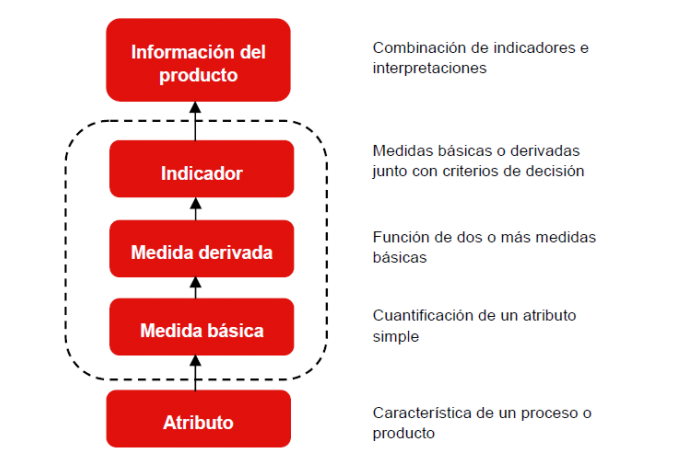 Información del
producto
Combinación de indicadores e
interpretaciones
Indicador
Medidas básicas o derivadas
junto con criterios de decisión
Medida derivada
Función de dos o más medidas
básicas
Medida básica
Cuantificación de un atributo
simple
Atributo
Característica de un proceso o
producto